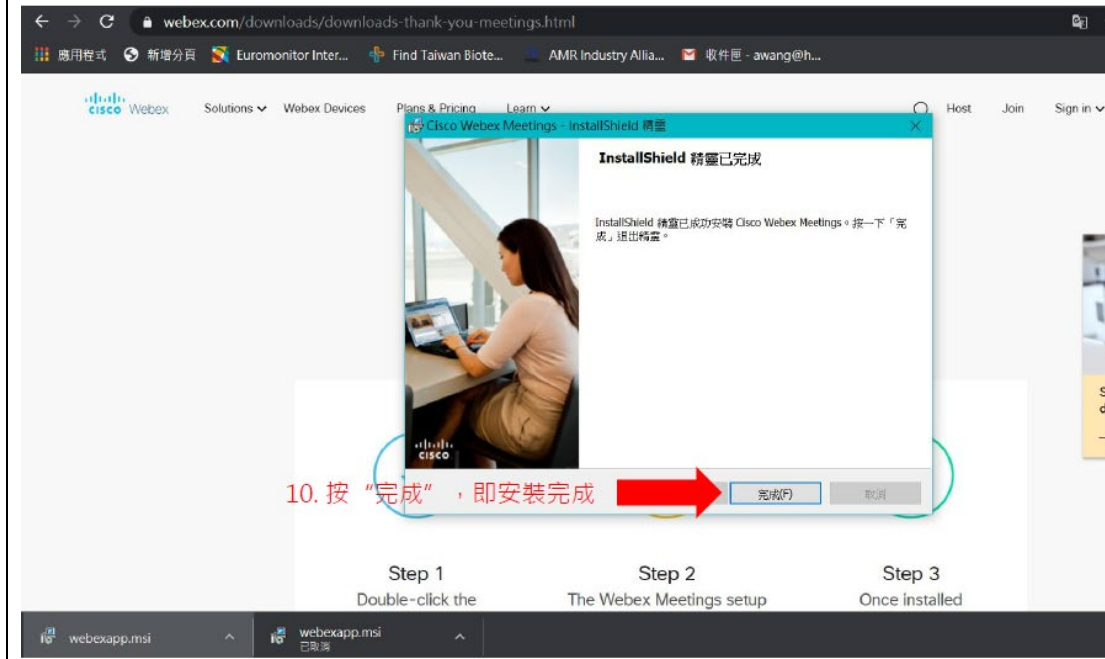 webex.com/downloads/downloads-thank-you-meetings.html
應用程式 新增分頁 Euromonitor Inter... Find Taiwan Biote... AMR Industry Allia... 收件匣 - awang@h...
CISCO Webex Solutions Webex Devices Plans & Pricing Learn Host Join Sign in
Cisco Webex Meetings - InstallShield 精靈
InstallShield 精靈已完成
InstallShield 精靈已成功安裝 Cisco Webex Meetings。按一下「完
成」退出精靈。
CISCO
10. 按“完成”，即安裝完成
完成(F) 取消
Step 1 Step 2 Step 3
Double-click the The Webex Meetings setup Once installed
webexapp.msi webexapp.msi
已取消